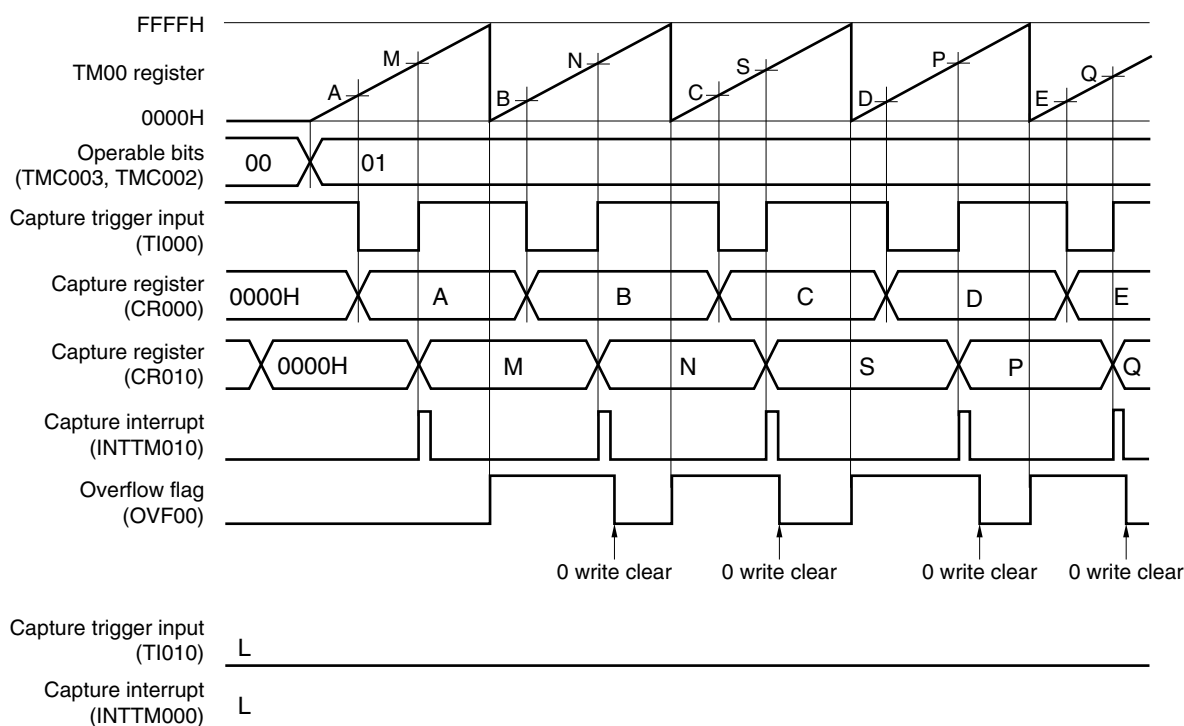 FFFFH
TM00 register
0000H
A M B N C S D P E Q
Operable bits
(TMC003, TMC002)
00 01
Capture trigger input
(TI000)
Capture register
(CR000)
0000H A B C D E
Capture register
(CR010)
0000H M N S P Q
Capture interrupt
(INTTM010)
Overflow flag
(OVF00)
0 write clear 0 write clear 0 write clear 0 write clear
Capture trigger input
(TI010)
L
Capture interrupt
(INTTM000)
L